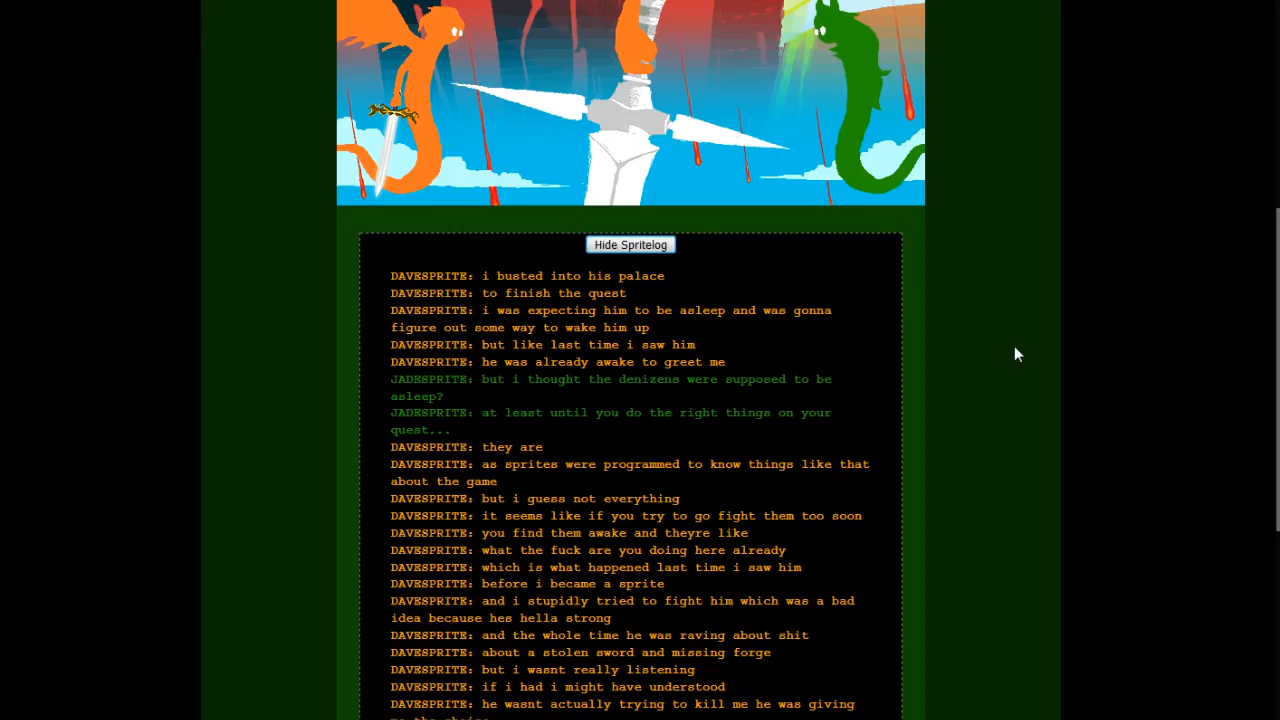 Hide Spritelog
DAVESPRITE: i busted into his palace
DAVESPRITE: to finish the quest
DAVESPRITE: i was expecting him to be asleep and was gonna
figure out some way to wake him up
DAVESPRITE: but like last time i saw him
DAVESPRITE: he was already awake to greet me
JADESPRITE: but i thought the denizens were supposed to be
asleep?
JADESPRITE: at least until you do the right things on your
quest...
DAVESPRITE: they are
DAVESPRITE: as sprites were programmed to know things like that
about the game
DAVESPRITE: but i guess not everything
DAVESPRITE: it seems like if you try to go fight them too soon
DAVESPRITE: you find them awake and theyre like
DAVESPRITE: what the fuck are you doing here already
DAVESPRITE: which is what happened last time i saw him
DAVESPRITE: before i became a sprite
DAVESPRITE: and i stupidly tried to fight him which was a bad
idea because hes hella strong
DAVESPRITE: and the whole time he was raving about shit
DAVESPRITE: about a stolen sword and missing forge
DAVESPRITE: but i wasnt really listening
DAVESPRITE: if i had i might have understood
DAVESPRITE: he wasnt actually trying to kill me he was giving